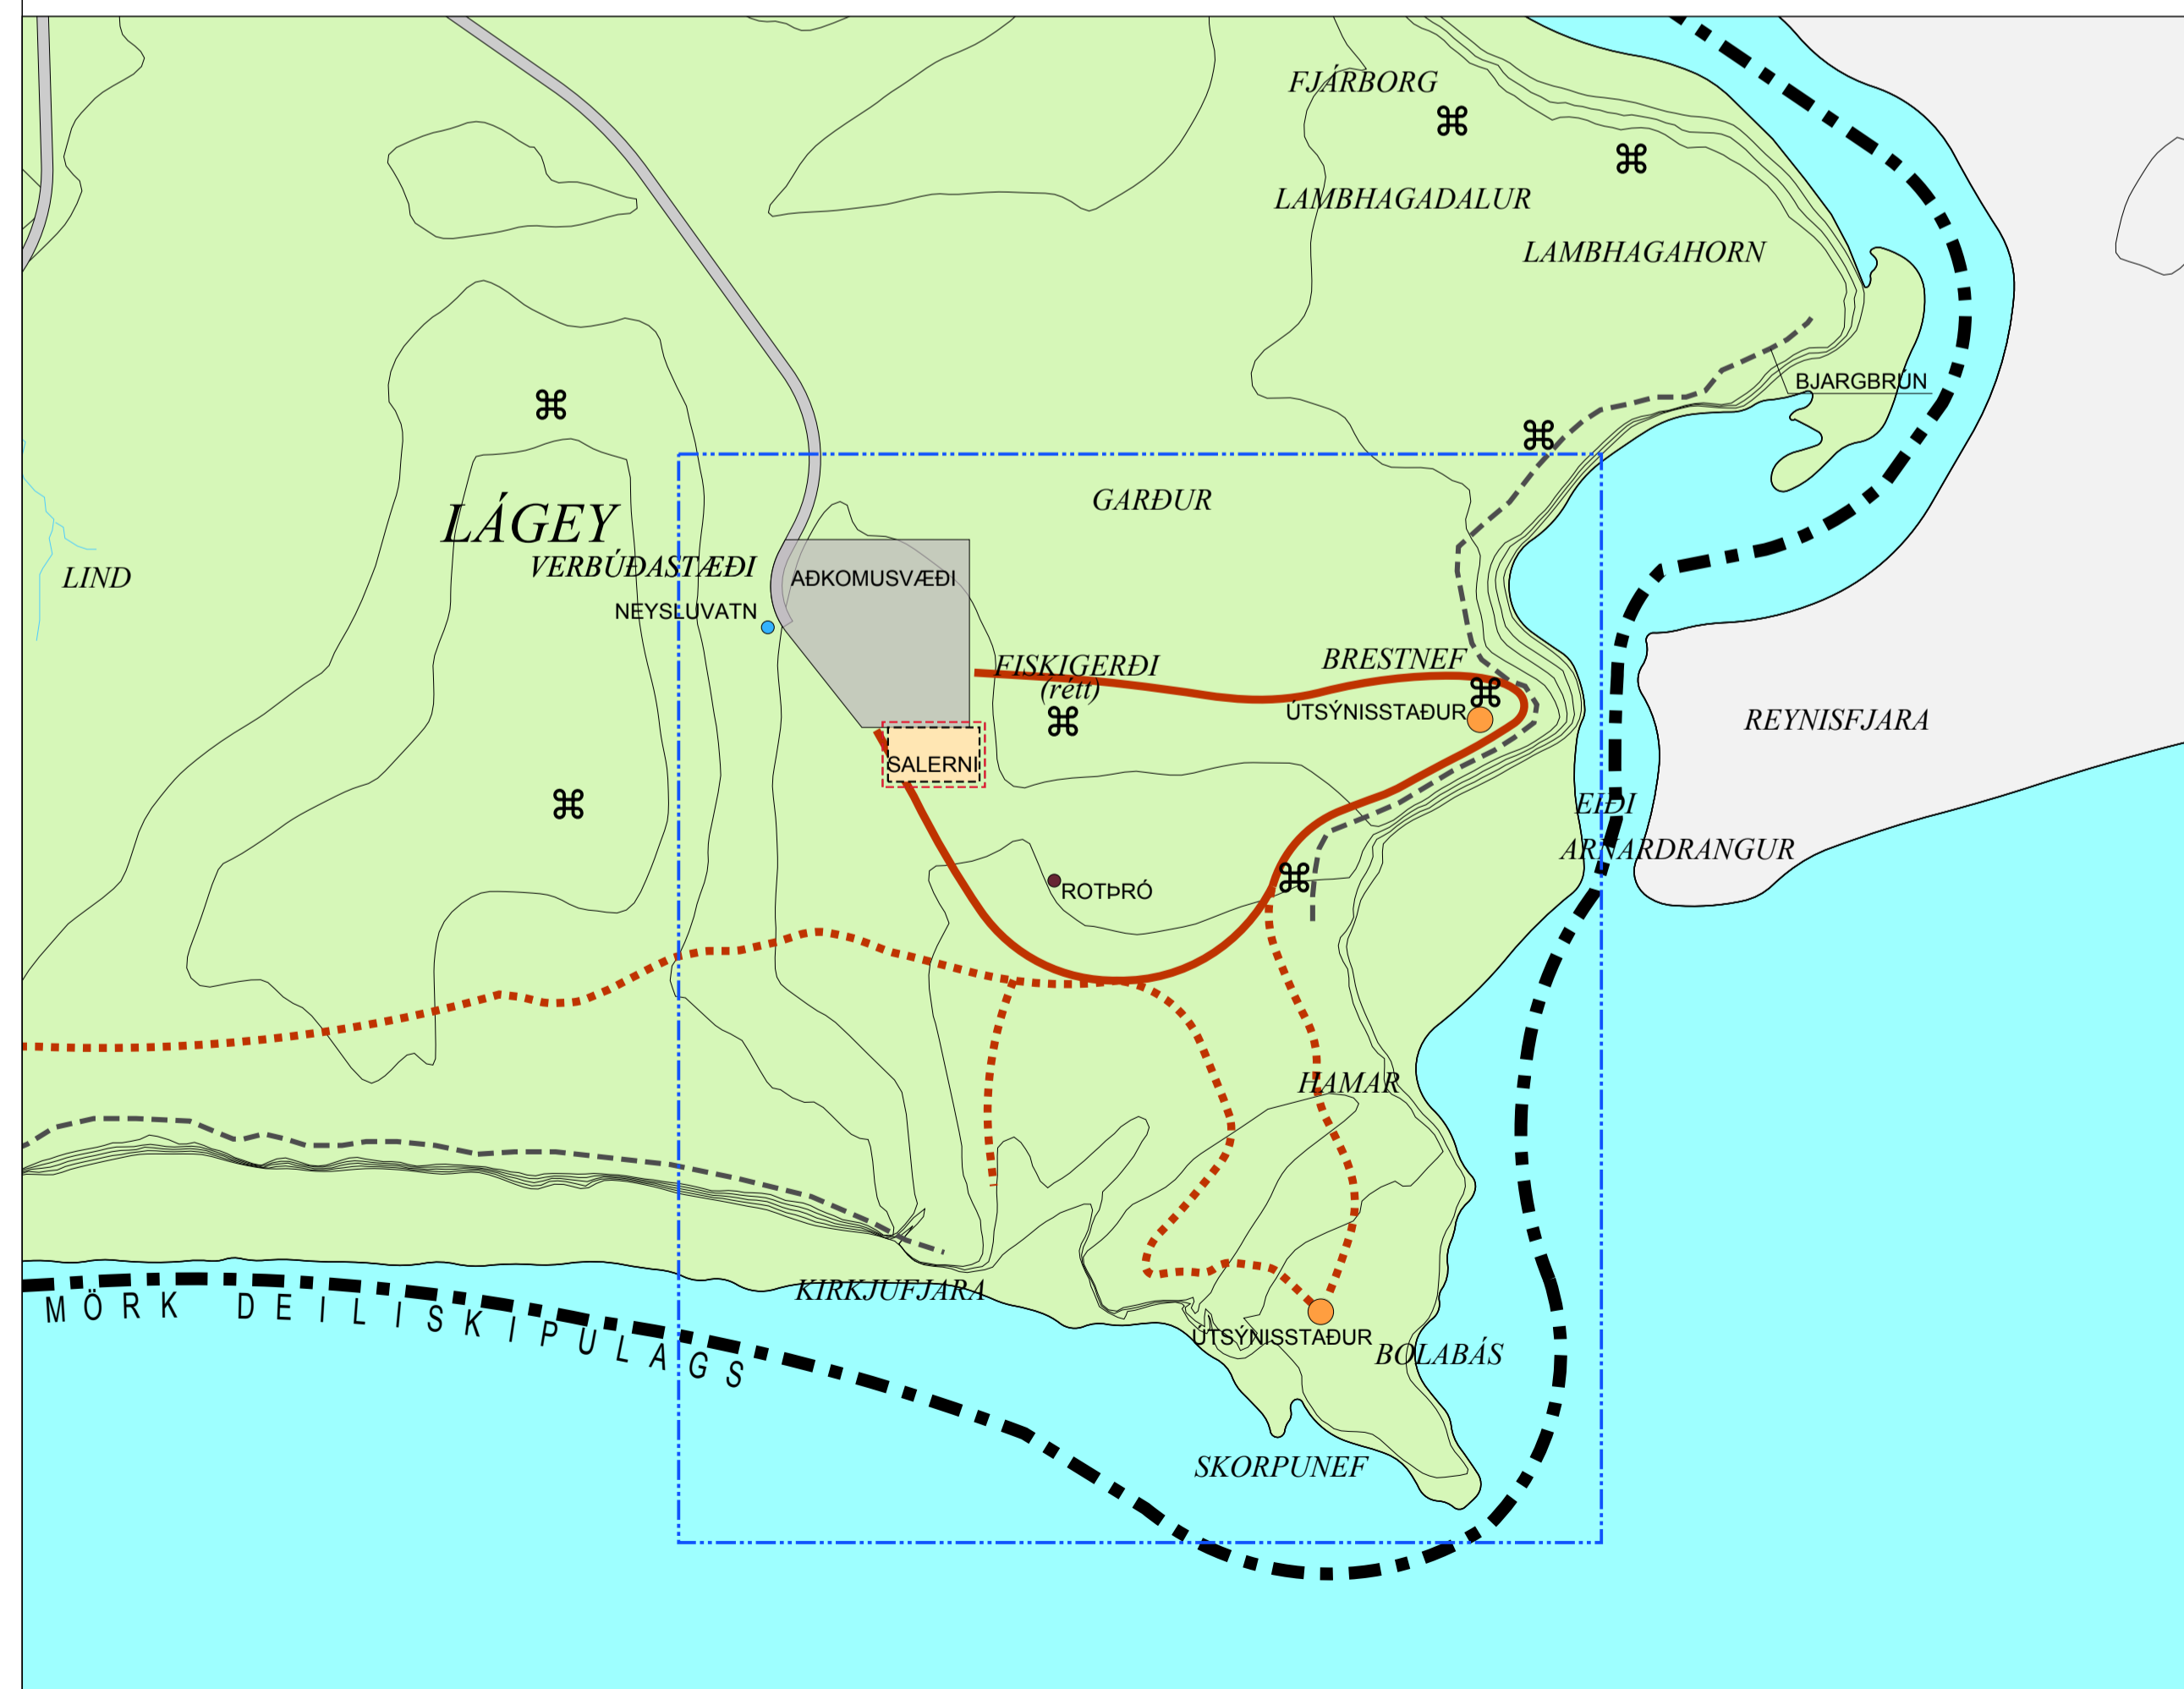 FJÁRBORG
LAMBHAGADALUR
LAMBHAGAHORN
BJARGBRÚN
GARÐUR
LÁGEY
VERBÚÐASTÆÐI
AÐKOMUSVÆÐI
LIND
NEYSLUVATN
FISKIGERÐI
(rétt)
BRESTNEF
ÚTSÝNISSTAÐUR
REYNISFJARA
SALERNI
EIÐI
ARNARDRANGUR
ROTÞRÓ
HAMAR
KIRKJUFJARA
MÖRK DEILISKIPULAGS
ÚTSÝNISSTAÐUR
BOLABÁS
SKORPUNEF